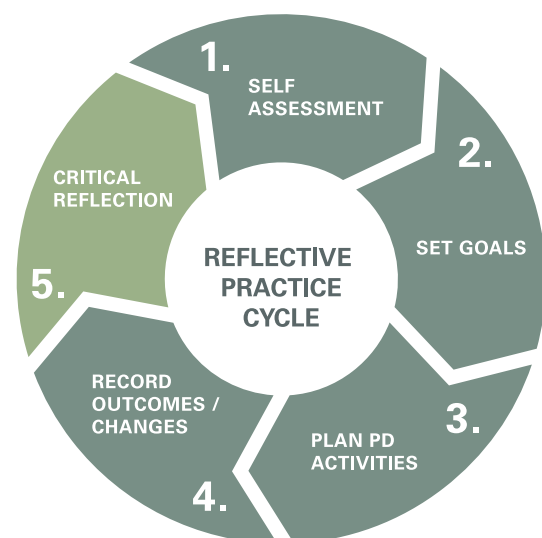 1.
SELF
ASSESSMENT
2.
SET GOALS
3.
PLAN PD
ACTIVITIES
4.
RECORD
OUTCOMES /
CHANGES
5.
CRITICAL
REFLECTION
REFLECTIVE
PRACTICE
CYCLE